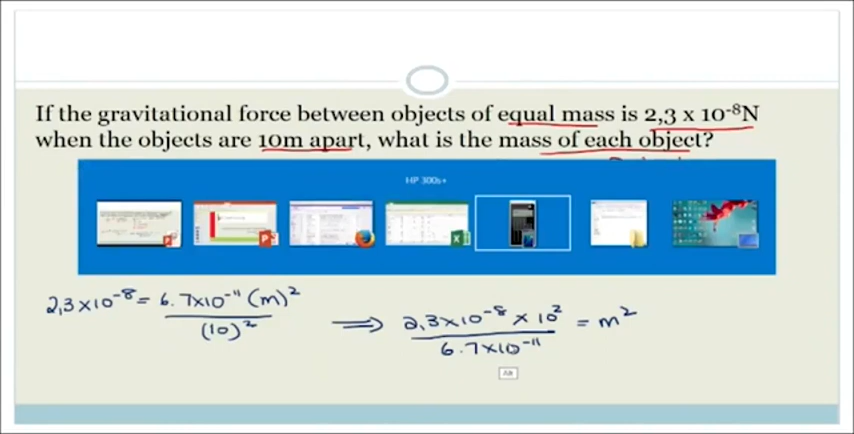 If the gravitational force between objects of equal mass is 2,3 x 10⁻⁸N
when the objects are 10m apart, what is the mass of each object?
HP 300s+
2,3×10⁻⁸ = 6.7×10⁻¹¹ (m)² / (10)² ⟹ 2,3×10⁻⁸ × 10² / 6.7×10⁻¹¹ = m²